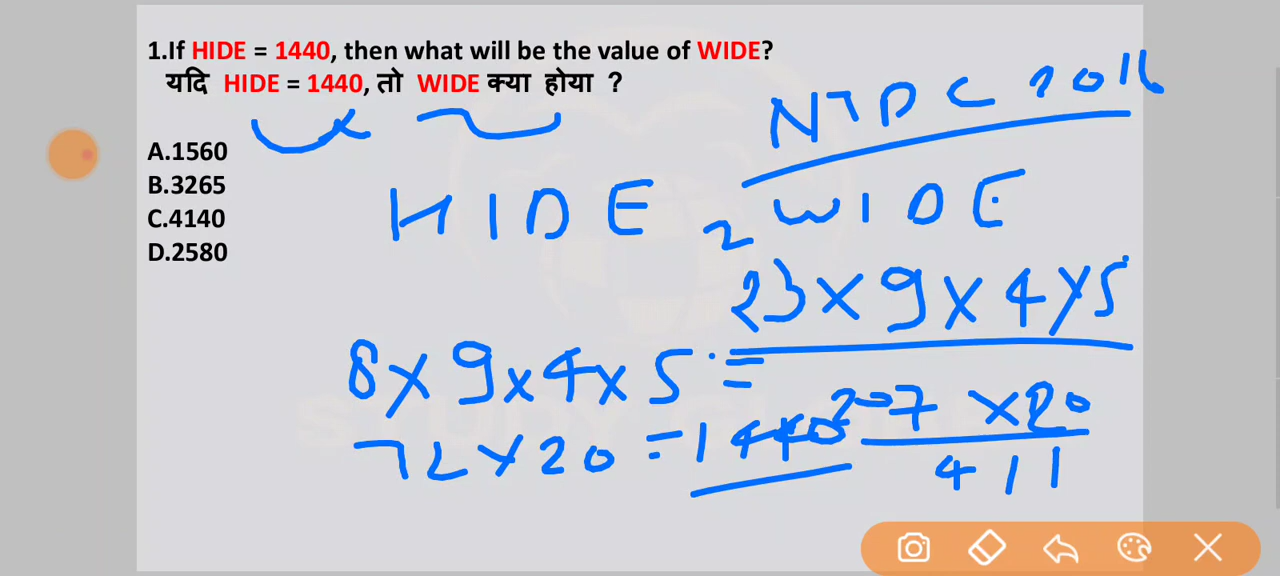 1.If HIDE = 1440, then what will be the value of WIDE?
यदि HIDE = 1440, तो WIDE क्या होया ?
NTPC 2016
A.1560
B.3265
C.4140
D.2580
HIDE
WIDE
23 x 9 x 4 x 5
8 x 9 x 4 x 5 =
207 x 20
72 x 20 = 1440
411